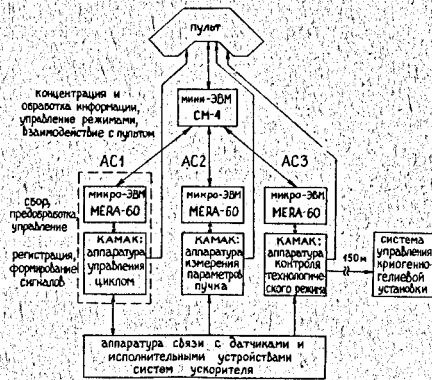 пульт
концентрация и
обработка информации,
управление режимами,
взаимодействие с пультом
мини-ЭВМ
СМ-4
АС1
АС2
АС3
сбор,
предобработка,
управление
микро-ЭВМ
MERA-60
микро-ЭВМ
MERA-60
микро-ЭВМ
MERA-60
регистрация,
формирование
сигналов
КАМАК:
аппаратура
управления
циклом
КАМАК:
аппаратура
измерения
параметров
пучка
КАМАК:
аппаратура
контроля
технологиче-
ского режима
150м
система
управления
криогенно-
гелиевой
установки
аппаратура связи с датчиками и
исполнительными устройствами
систем ускорителя